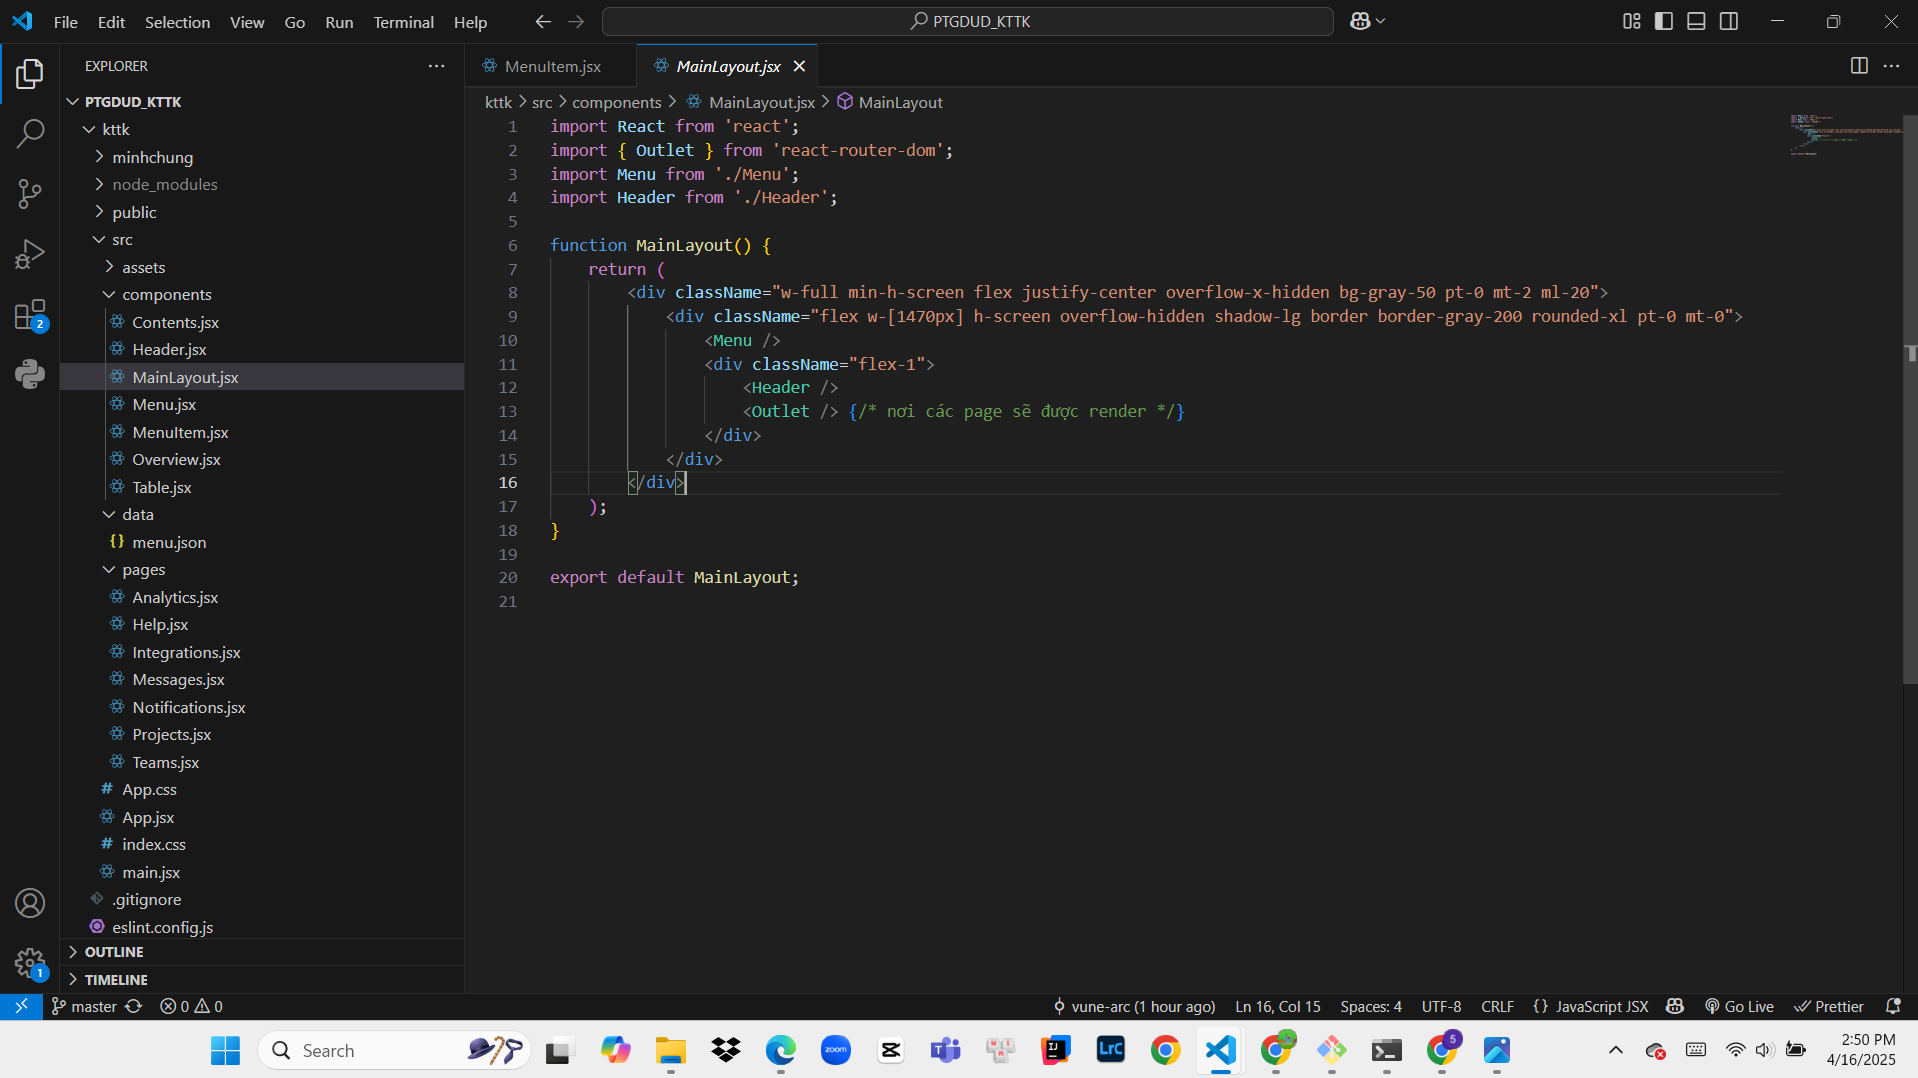 File Edit Selection View Go Run Terminal Help
PTGDUD_KTTK
EXPLORER
PTGDUD_KTTK
kttk
minhchung
node_modules
public
src
assets
components
Contents.jsx
Header.jsx
MainLayout.jsx
Menu.jsx
MenuItem.jsx
Overview.jsx
Table.jsx
data
menu.json
pages
Analytics.jsx
Help.jsx
Integrations.jsx
Messages.jsx
Notifications.jsx
Projects.jsx
Teams.jsx
App.css
App.jsx
index.css
main.jsx
.gitignore
eslint.config.js
OUTLINE
TIMELINE
2
1
MenuItem.jsx
MainLayout.jsx
kttk > src > components > MainLayout.jsx > MainLayout
1 import React from 'react';
2 import { Outlet } from 'react-router-dom';
3 import Menu from './Menu';
4 import Header from './Header';
5
6 function MainLayout() {
7 return (
8 <div className="w-full min-h-screen flex justify-center overflow-x-hidden bg-gray-50 pt-0 mt-2 ml-20">
9 <div className="flex w-[1470px] h-screen overflow-hidden shadow-lg border border-gray-200 rounded-xl pt-0 mt-0">
10 <Menu />
11 <div className="flex-1">
12 <Header />
13 <Outlet /> {/* nơi các page sẽ được render */}
14 </div>
15 </div>
16 </div>
17 );
18 }
19
20 export default MainLayout;
21
master 0 0 vune-arc (1 hour ago) Ln 16, Col 15 Spaces: 4 UTF-8 CRLF {} JavaScript JSX Go Live Prettier
Search
zoom
LrC
5
2:50 PM
4/16/2025